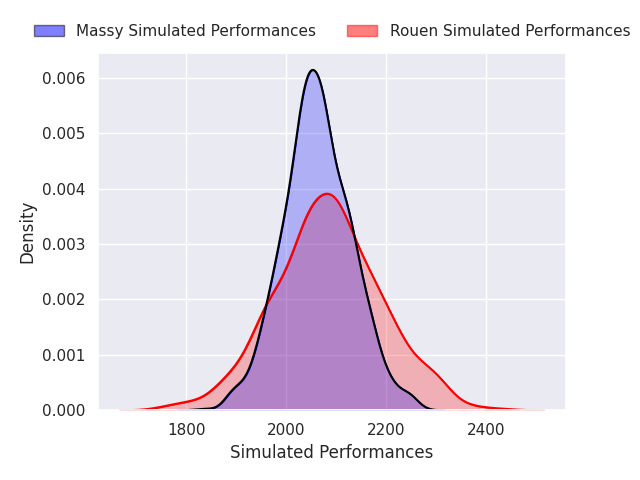 Massy Simulated Performances Rouen Simulated Performances
0.006
0.005
0.004
0.003
0.002
0.001
0.000
Density
1800 2000 2200 2400
Simulated Performances